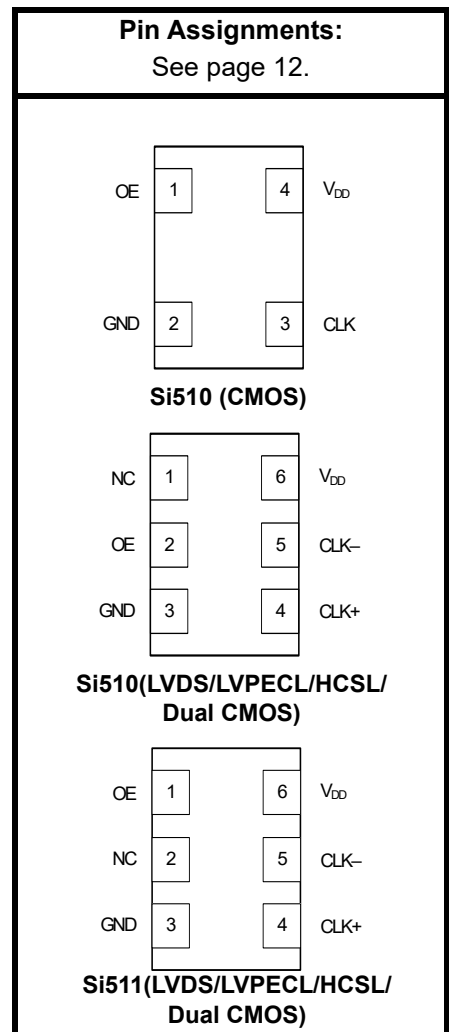 Pin Assignments:
See page 12.
OE 1 4 VDD
GND 2 3 CLK
Si510 (CMOS)
NC 1 6 VDD
OE 2 5 CLK–
GND 3 4 CLK+
Si510(LVDS/LVPECL/HCSL/
Dual CMOS)
OE 1 6 VDD
NC 2 5 CLK–
GND 3 4 CLK+
Si511(LVDS/LVPECL/HCSL/
Dual CMOS)